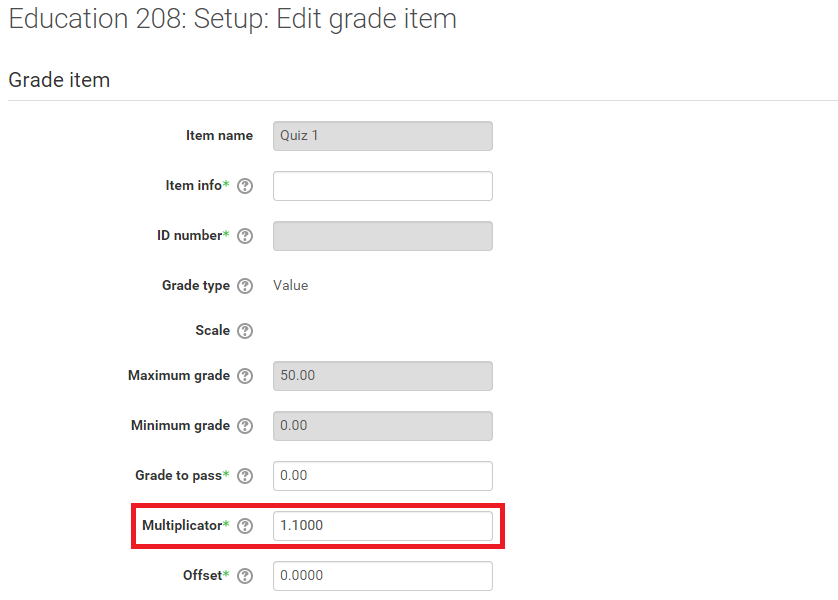 Education 208: Setup: Edit grade item
Grade item
Item name Quiz 1
Item info*
ID number*
Grade type Value
Scale
Maximum grade 50.00
Minimum grade 0.00
Grade to pass* 0.00
Multiplicator* 1.1000
Offset* 0.0000